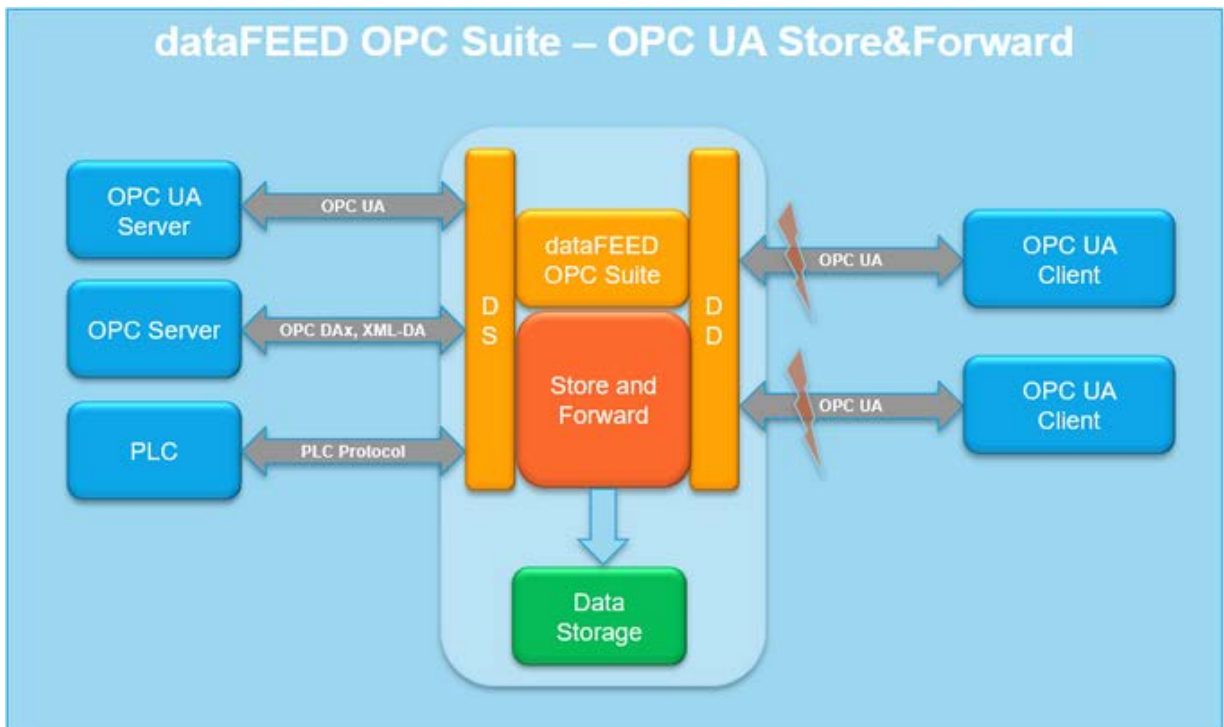 dataFEED OPC Suite – OPC UA Store&Forward
OPC UA
Server
OPC UA
OPC Server
OPC DAx, XML-DA
PLC
PLC Protocol
D
S
dataFEED
OPC Suite
Store and
Forward
D
D
Data
Storage
OPC UA
OPC UA
Client
OPC UA
OPC UA
Client